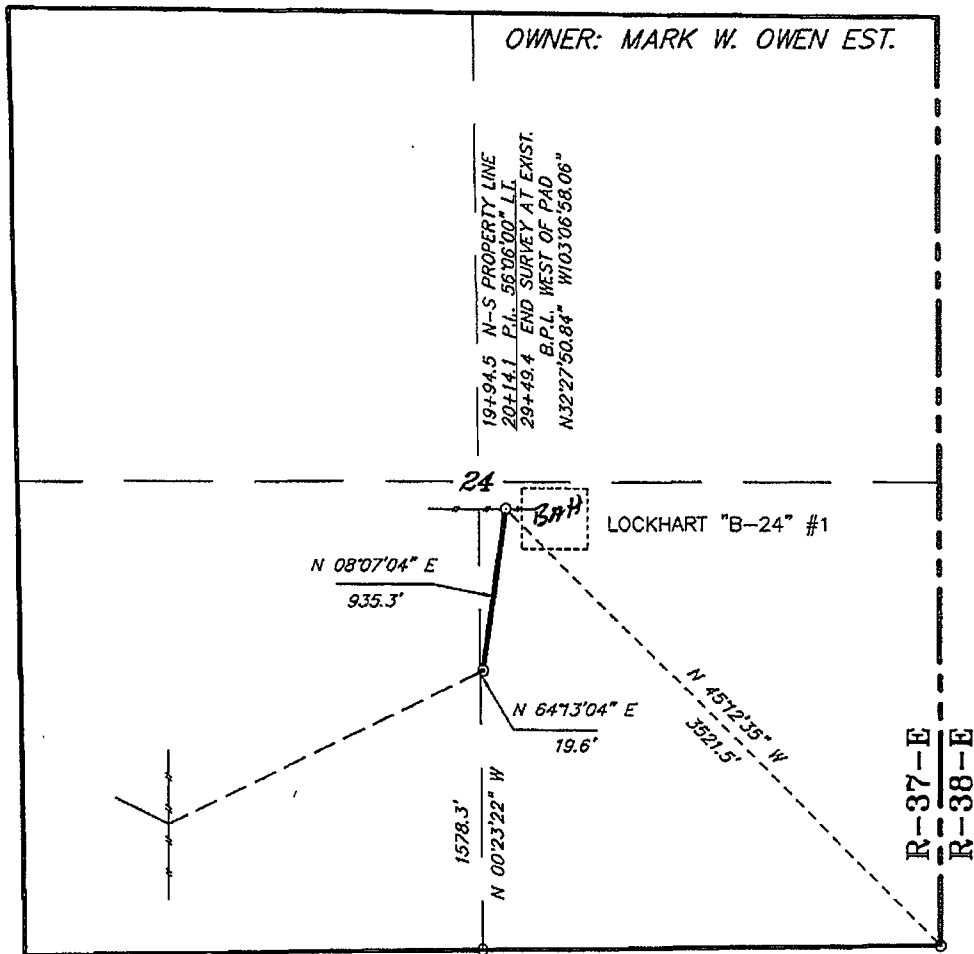 OWNER: MARK W. OWEN EST.
19+94.5 N-S PROPERTY LINE
20+14.1 P.I. 56°06'00" LT.
29+49.4 END SURVEY AT EXIST.
B.P.L. WEST OF PAD
N32°27'50.84" W103°06'58.06"
24
BAH
LOCKHART "B-24" #1
N 08°07'04" E
935.3'
N 64°13'04" E
19.6'
N 45°12'35" W
3521.5'
1578.3'
N 00°23'22" W
R-37-E
R-38-E